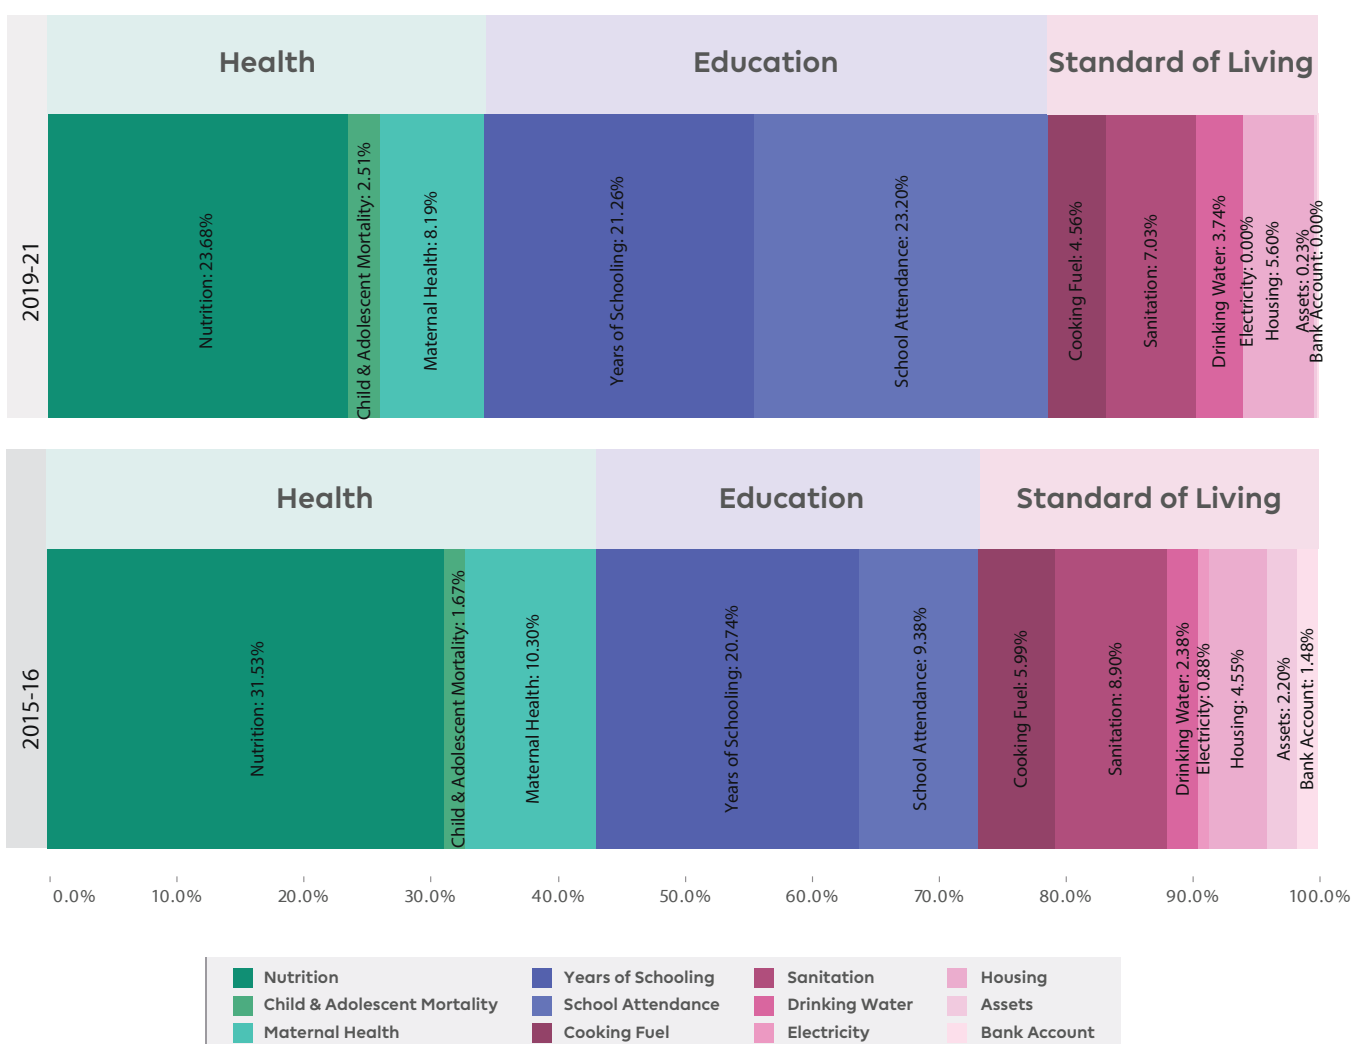 Health
Education
Standard of Living
2019-21
Nutrition: 23.68%
Child & Adolescent Mortality: 2.51%
Maternal Health: 8.19%
Years of Schooling: 21.26%
School Attendance: 23.20%
Cooking Fuel: 4.56%
Sanitation: 7.03%
Drinking Water: 3.74%
Electricity: 0.00%
Housing: 5.60%
Assets: 0.23%
Bank Account: 0.00%
Health
Education
Standard of Living
2015-16
Nutrition: 31.53%
Child & Adolescent Mortality: 1.67%
Maternal Health: 10.30%
Years of Schooling: 20.74%
School Attendance: 9.38%
Cooking Fuel: 5.99%
Sanitation: 8.90%
Drinking Water: 2.38%
Electricity: 0.88%
Housing: 4.55%
Assets: 2.20%
Bank Account: 1.48%
0.0% 10.0% 20.0% 30.0% 40.0% 50.0% 60.0% 70.0% 80.0% 90.0% 100.0%
Nutrition
Child & Adolescent Mortality
Maternal Health
Years of Schooling
School Attendance
Cooking Fuel
Sanitation
Drinking Water
Electricity
Housing
Assets
Bank Account